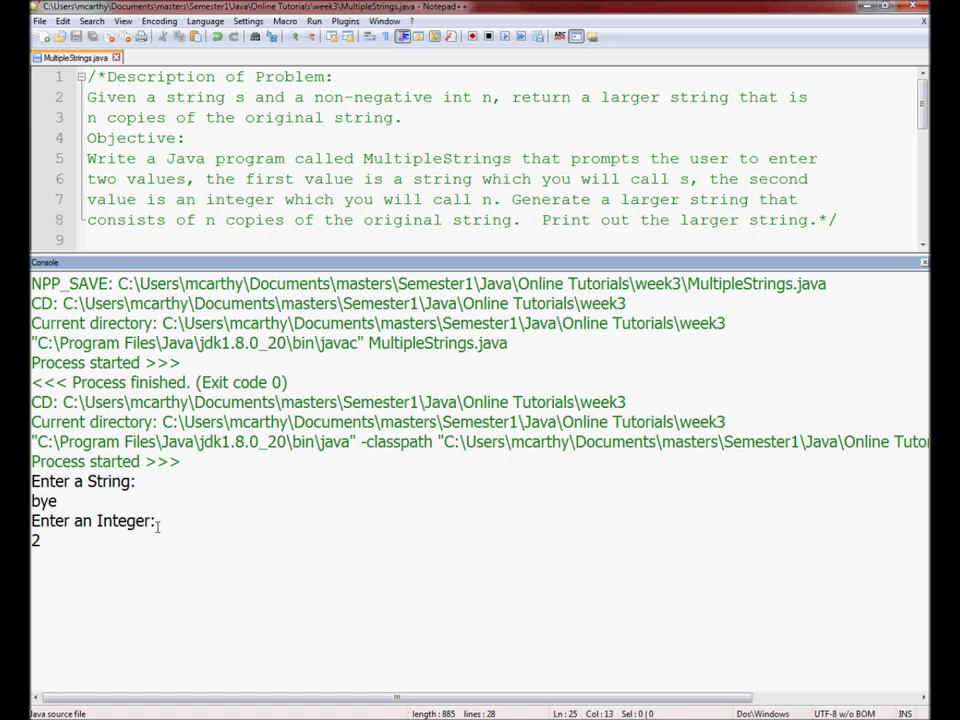 C:\Users\mcarthy\Documents\masters\Semester1\Java\Online Tutorials\week3\MultipleStrings.java - Notepad++
File Edit Search View Encoding Language Settings Macro Run Plugins Window ? X
MultipleStrings.java
1 /*Description of Problem:
2 Given a string s and a non-negative int n, return a larger string that is
3 n copies of the original string.
4 Objective:
5 Write a Java program called MultipleStrings that prompts the user to enter
6 two values, the first value is a string which you will call s, the second
7 value is an integer which you will call n. Generate a larger string that
8 consists of n copies of the original string.  Print out the larger string.*/
9
Console
NPP_SAVE: C:\Users\mcarthy\Documents\masters\Semester1\Java\Online Tutorials\week3\MultipleStrings.java
CD: C:\Users\mcarthy\Documents\masters\Semester1\Java\Online Tutorials\week3
Current directory: C:\Users\mcarthy\Documents\masters\Semester1\Java\Online Tutorials\week3
"C:\Program Files\Java\jdk1.8.0_20\bin\javac" MultipleStrings.java
Process started >>>
<<< Process finished. (Exit code 0)
CD: C:\Users\mcarthy\Documents\masters\Semester1\Java\Online Tutorials\week3
Current directory: C:\Users\mcarthy\Documents\masters\Semester1\Java\Online Tutorials\week3
"C:\Program Files\Java\jdk1.8.0_20\bin\java" -classpath "C:\Users\mcarthy\Documents\masters\Semester1\Java\Online Tutor
Process started >>>
Enter a String:
bye
Enter an Integer:
2
Java source file length : 885 lines : 28 Ln : 25 Col : 13 Sel : 0 | 0 Dos\Windows UTF-8 w/o BOM INS